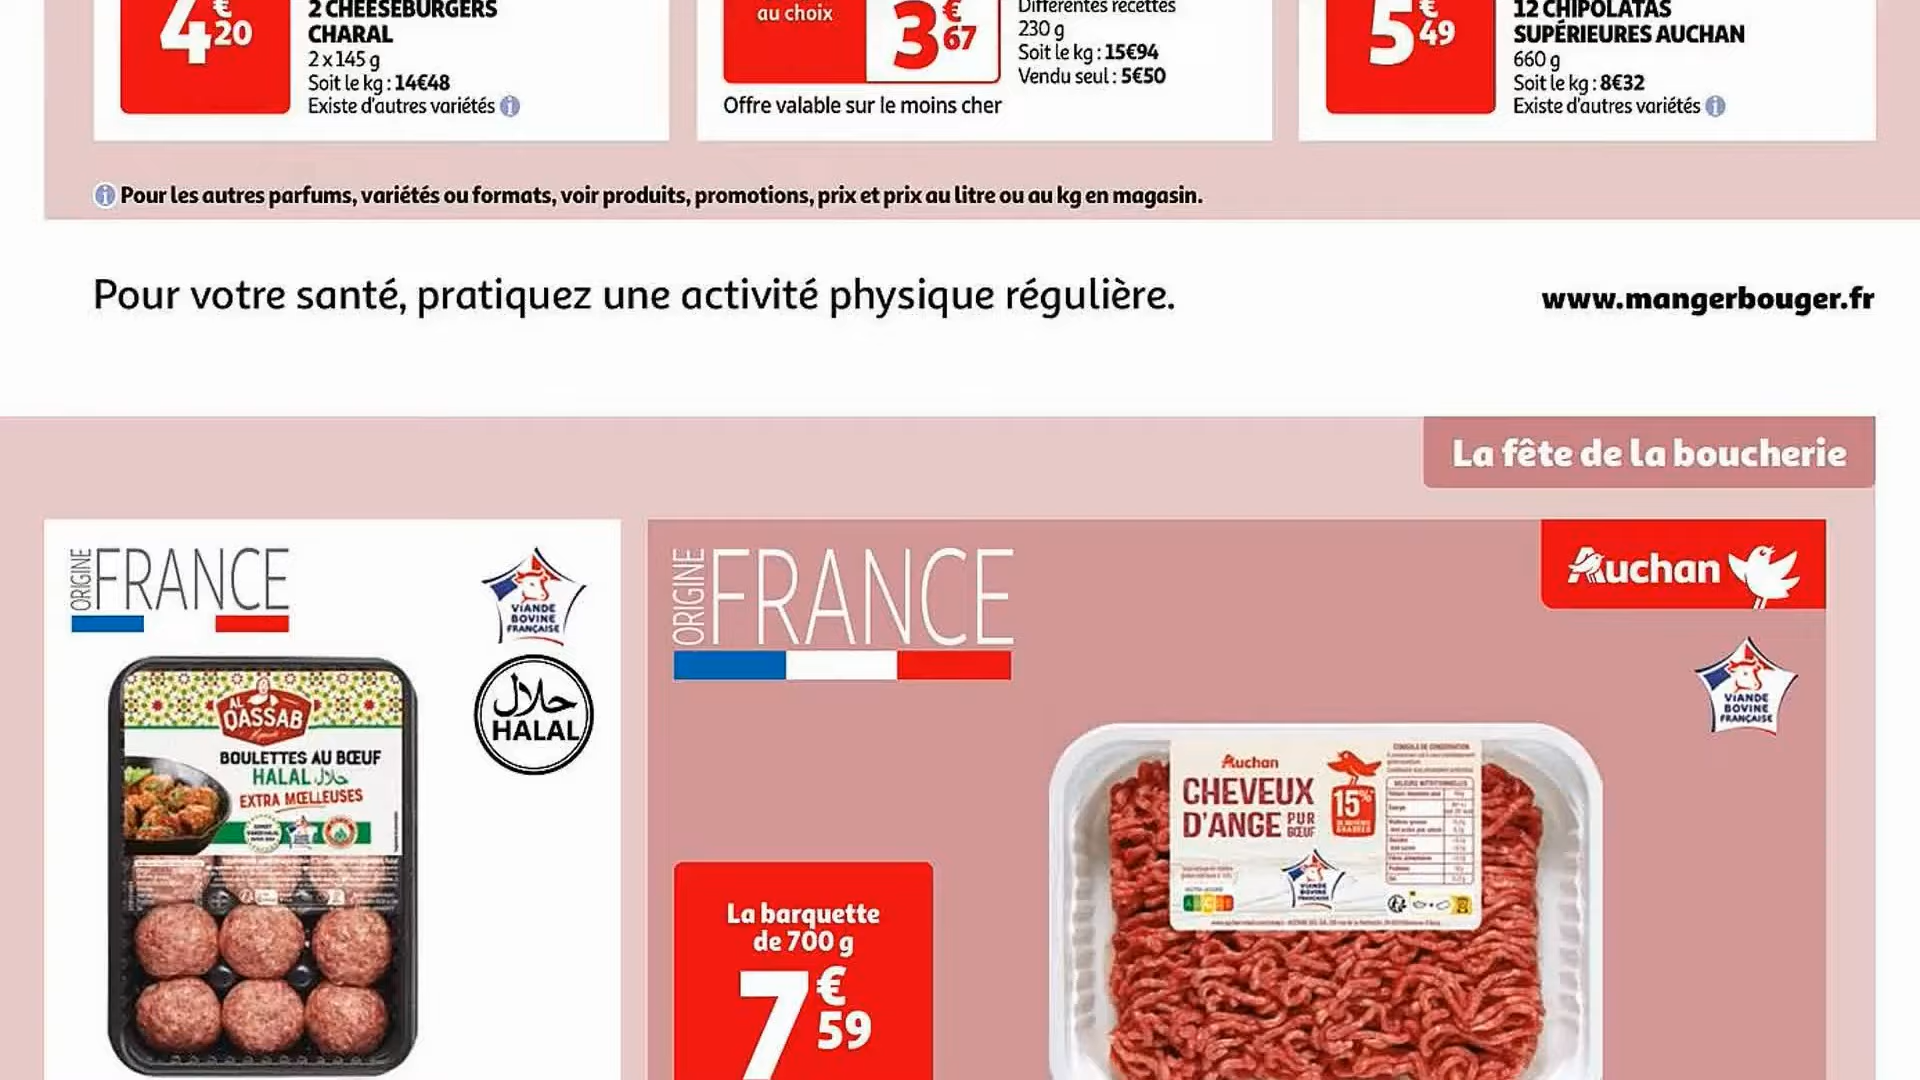 4€20
2 CHEESEBURGERS
CHARAL
2 x 145 g
Soit le kg : 14€48
Existe d'autres variétés
au choix
3€67
Différentes recettes
230 g
Soit le kg : 15€94
Vendu seul : 5€50
Offre valable sur le moins cher
5€49
12 CHIPOLATAS
SUPÉRIEURES AUCHAN
660 g
Soit le kg : 8€32
Existe d'autres variétés
Pour les autres parfums, variétés ou formats, voir produits, promotions, prix et prix au litre ou au kg en magasin.
Pour votre santé, pratiquez une activité physique régulière.
www.mangerbouger.fr
La fête de la boucherie
ORIGINE FRANCE
VIANDE
BOVINE
FRANÇAISE
حلال
HALAL
AL
QASSAB
BOULETTES AU BŒUF
HALAL حلال
EXTRA MŒLLEUSES
ORIGINE FRANCE
Auchan
VIANDE
BOVINE
FRANÇAISE
Auchan
CHEVEUX
D'ANGE PUR BŒUF
15%
VIANDE
BOVINE
FRANÇAISE
La barquette
de 700 g
7€59